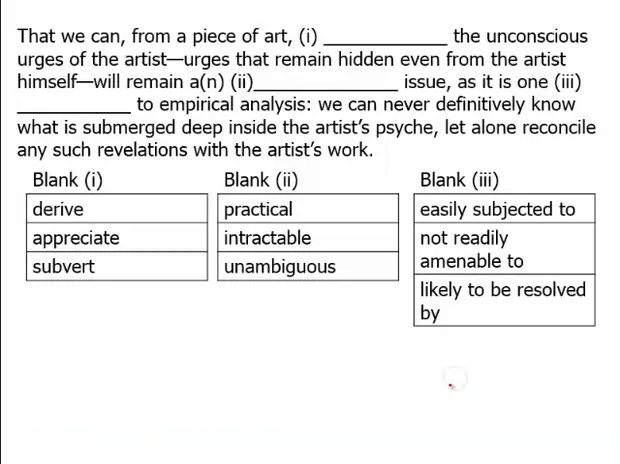 That we can, from a piece of art, (i) ____________ the unconscious
urges of the artist—urges that remain hidden even from the artist
himself—will remain a(n) (ii)______________ issue, as it is one (iii)
___________ to empirical analysis: we can never definitively know
what is submerged deep inside the artist’s psyche, let alone reconcile
any such revelations with the artist’s work.
Blank (i)
derive
appreciate
subvert
Blank (ii)
practical
intractable
unambiguous
Blank (iii)
easily subjected to
not readily
amenable to
likely to be resolved
by